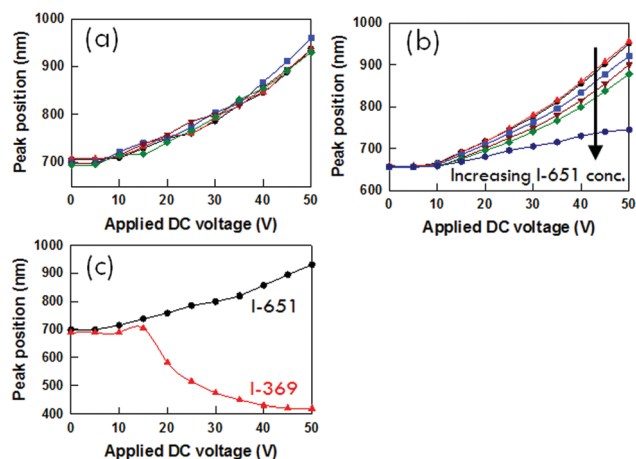 (a)
Peak position (nm)
1000
900
800
700
0 10 20 30 40 50
Applied DC voltage (V)
(b)
Peak position (nm)
1000
900
800
700
600
Increasing I-651 conc.
0 10 20 30 40 50
Applied DC voltage (V)
(c)
Peak position (nm)
1000
900
800
700
600
500
400
I-651
I-369
0 10 20 30 40 50
Applied DC voltage (V)